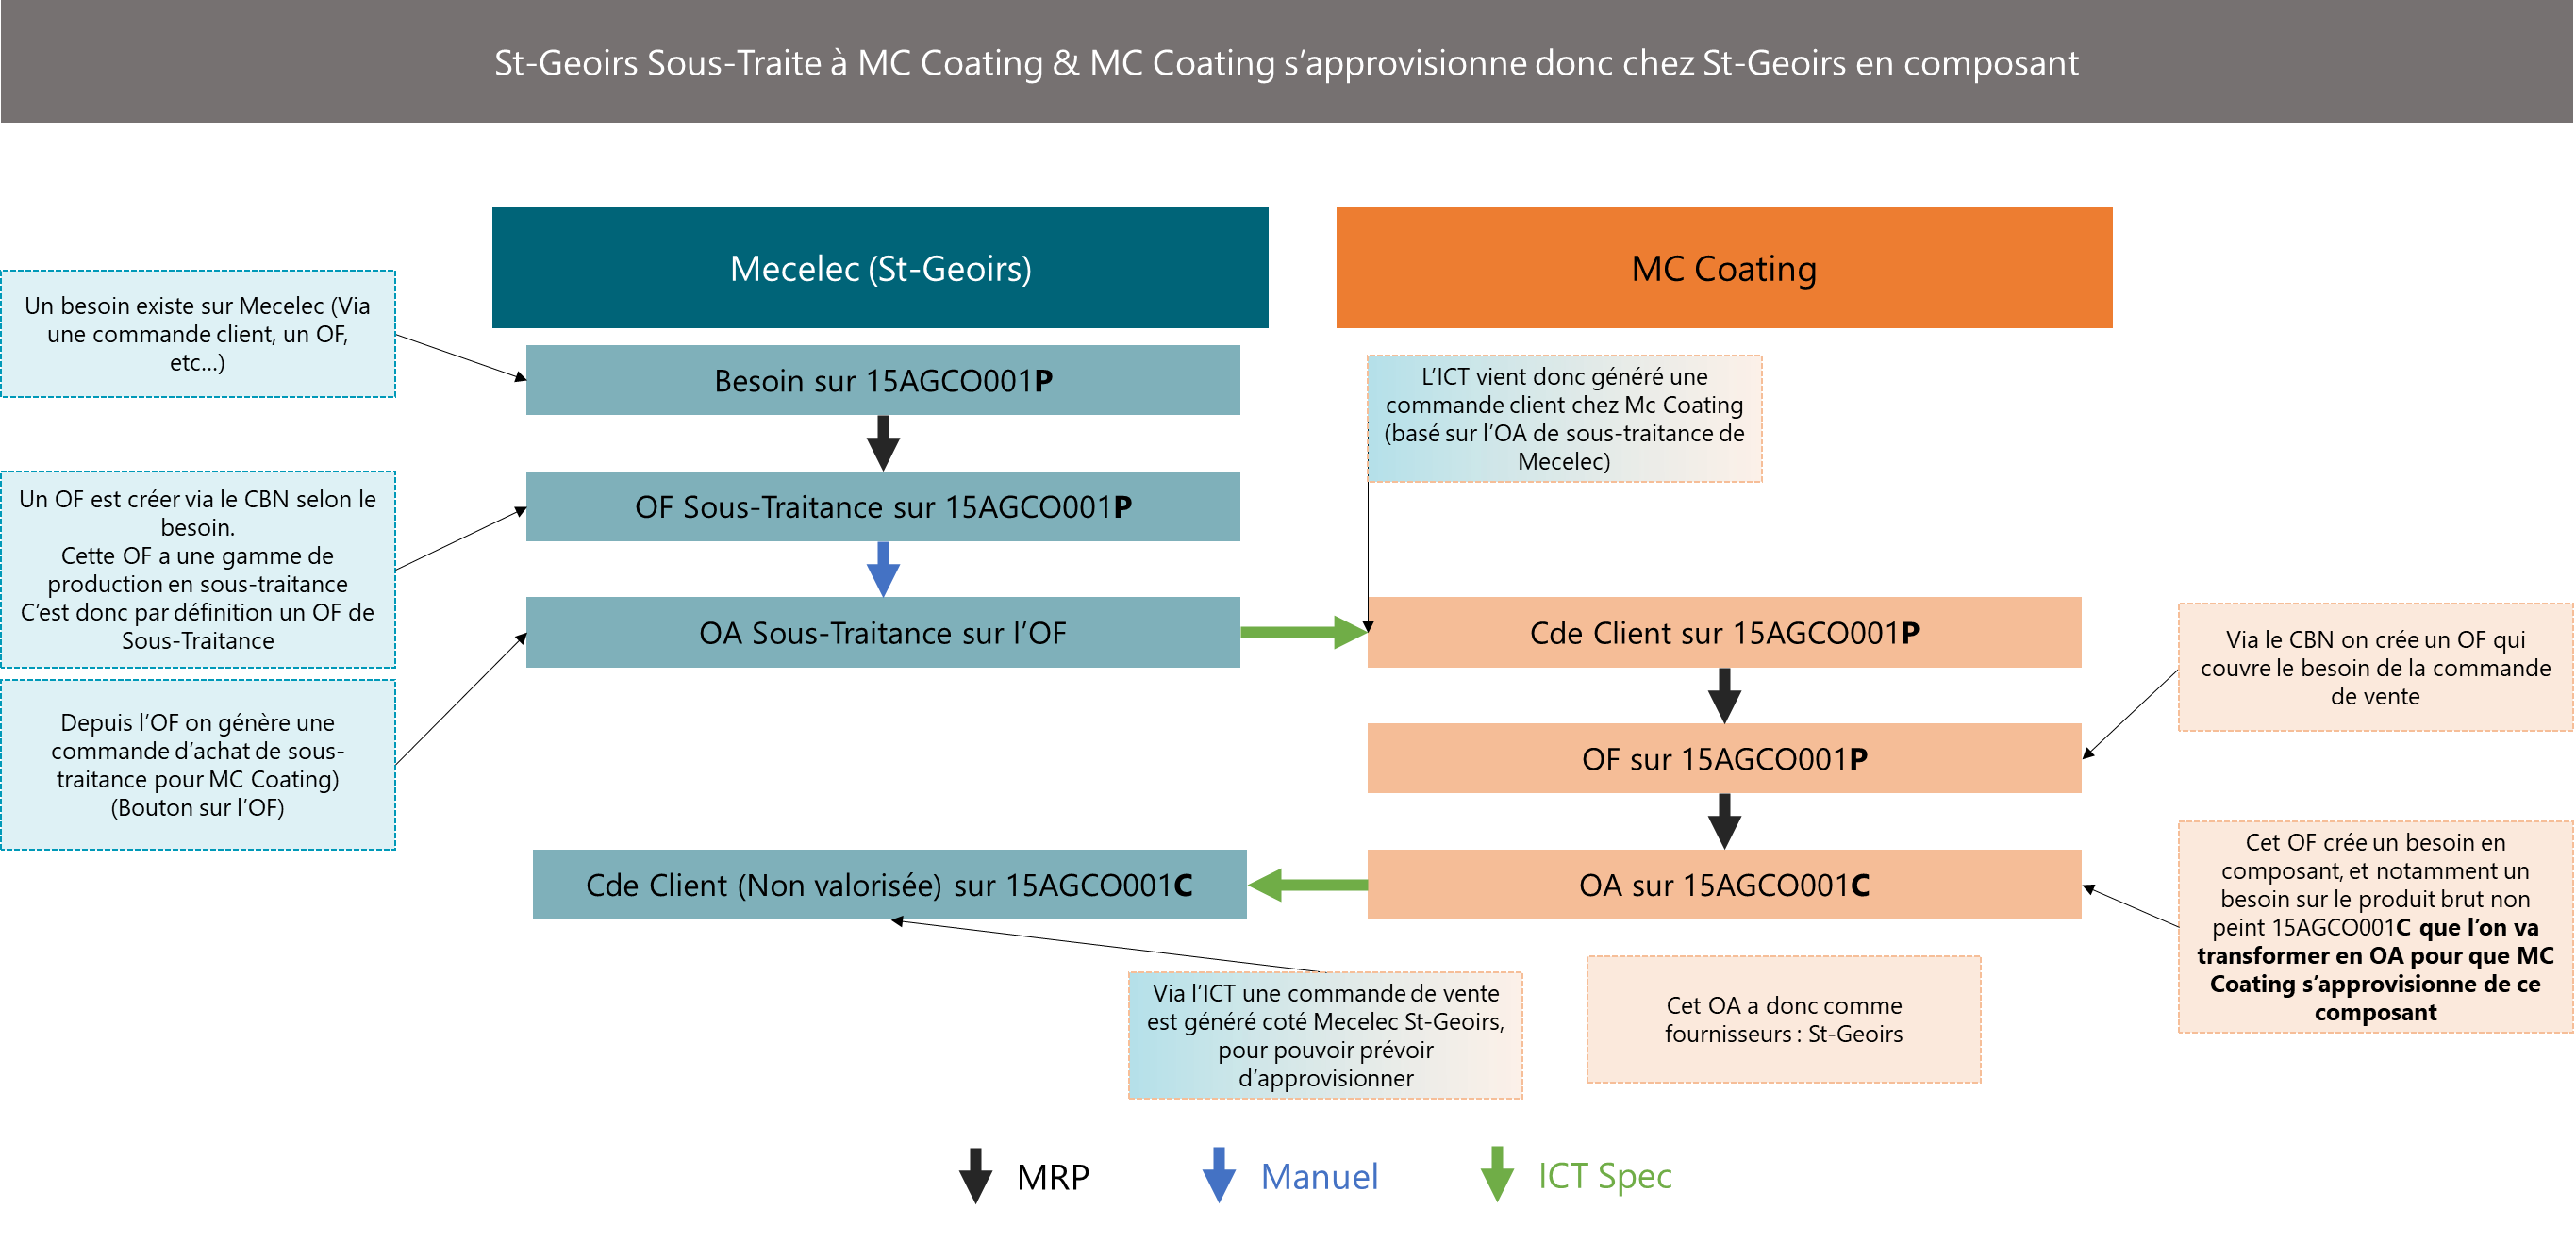 St-Geoirs Sous-Traite à MC Coating & MC Coating s’approvisionne donc chez St-Geoirs en composant
Mecelec (St-Geoirs)
MC Coating
Un besoin existe sur Mecelec (Via
une commande client, un OF,
etc…)
Besoin sur 15AGCO001P
L’ICT vient donc généré une
commande client chez Mc Coating
(basé sur l’OA de sous-traitance de
Mecelec)
Un OF est créer via le CBN selon le
besoin.
Cette OF a une gamme de
production en sous-traitance
C’est donc par définition un OF de
Sous-Traitance
OF Sous-Traitance sur 15AGCO001P
OA Sous-Traitance sur l’OF
Cde Client sur 15AGCO001P
Via le CBN on crée un OF qui
couvre le besoin de la commande
de vente
Depuis l’OF on génère une
commande d’achat de sous-
traitance pour MC Coating)
(Bouton sur l’OF)
OF sur 15AGCO001P
Cde Client (Non valorisée) sur 15AGCO001C
OA sur 15AGCO001C
Cet OF crée un besoin en
composant, et notamment un
besoin sur le produit brut non
peint 15AGCO001C que l’on va
transformer en OA pour que MC
Coating s’approvisionne de ce
composant
Via l’ICT une commande de vente
est généré coté Mecelec St-Geoirs,
pour pouvoir prévoir
d’approvisionner
Cet OA a donc comme
fournisseurs : St-Geoirs
MRP
Manuel
ICT Spec